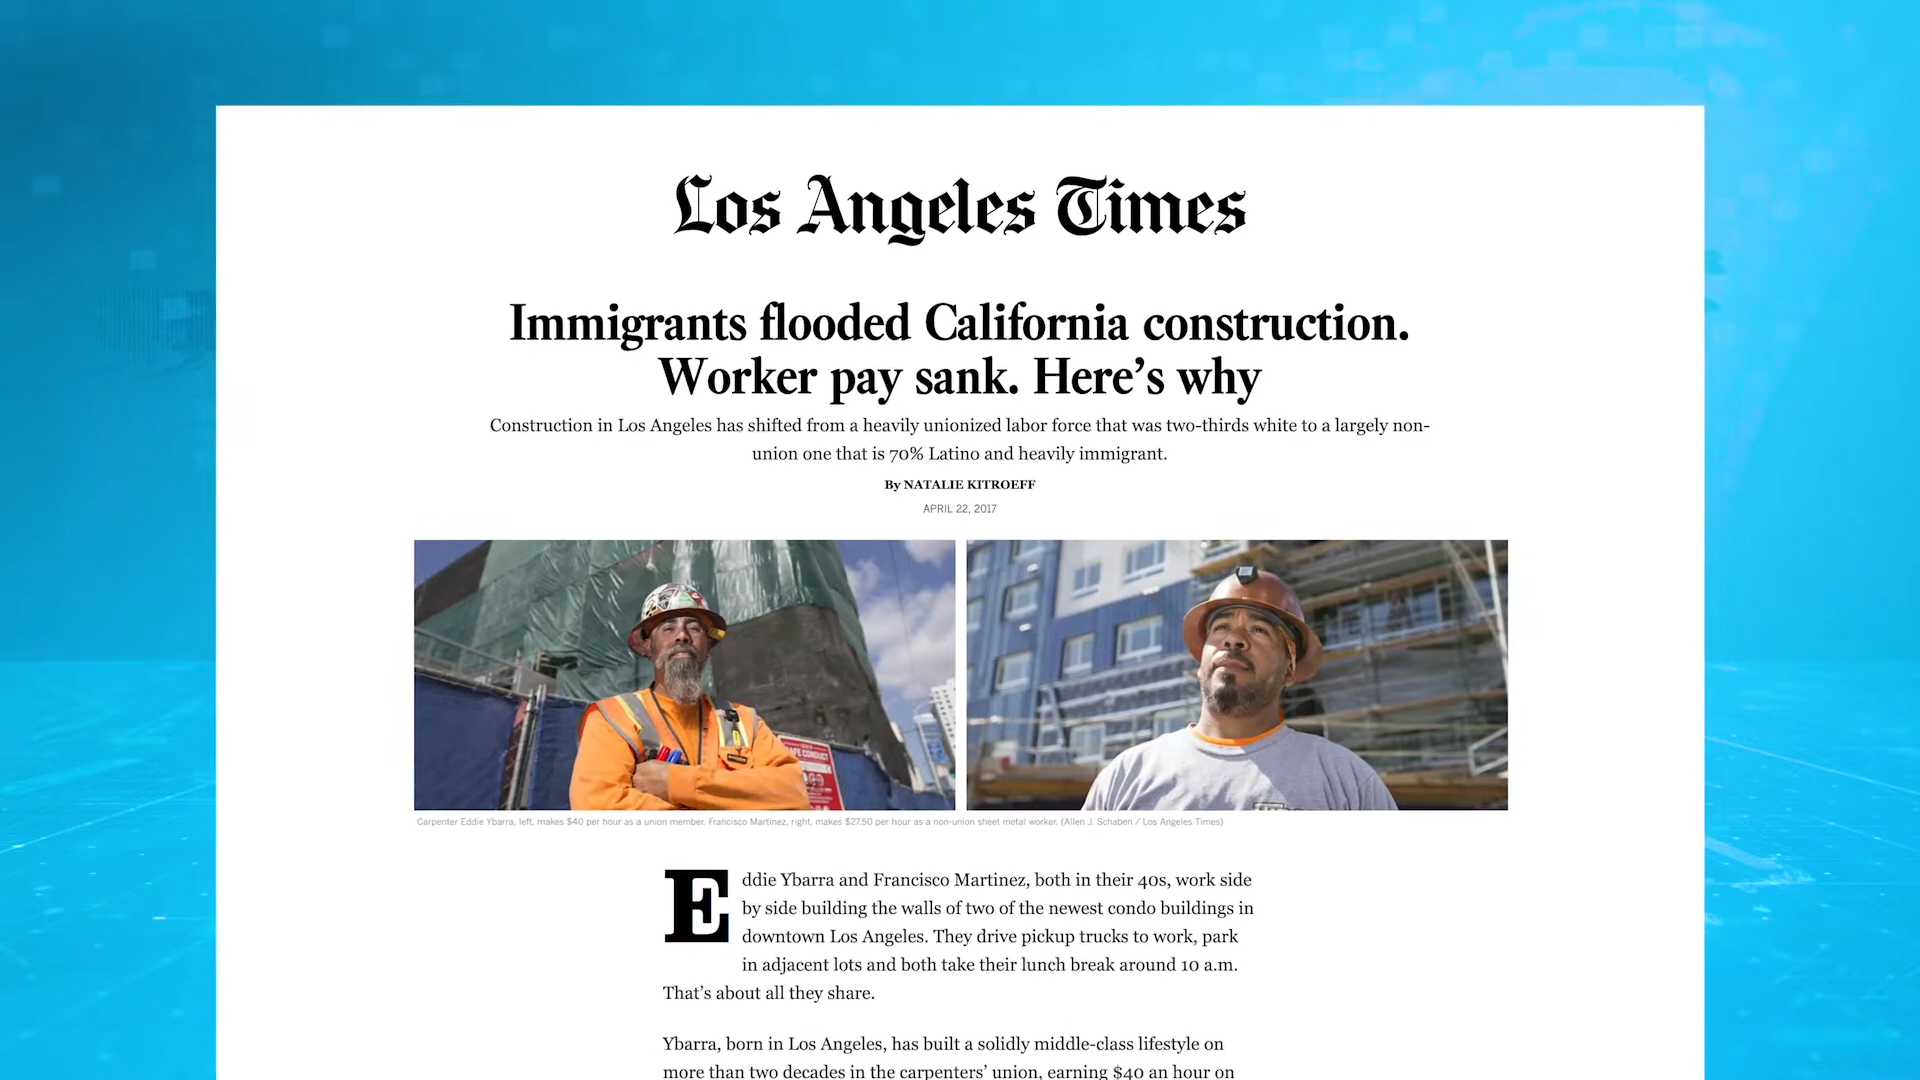 Los Angeles Times
Immigrants flooded California construction.
Worker pay sank. Here’s why
Construction in Los Angeles has shifted from a heavily unionized labor force that was two-thirds white to a largely non-
union one that is 70% Latino and heavily immigrant.
By NATALIE KITROEFF
APRIL 22, 2017
SAFE CONDUCT
Carpenter Eddie Ybarra, left, makes $40 per hour as a union member. Francisco Martinez, right, makes $27.50 per hour as a non-union sheet metal worker. (Allen J. Schaben / Los Angeles Times)
Eddie Ybarra and Francisco Martinez, both in their 40s, work side
by side building the walls of two of the newest condo buildings in
downtown Los Angeles. They drive pickup trucks to work, park
in adjacent lots and both take their lunch break around 10 a.m.
That’s about all they share.
Ybarra, born in Los Angeles, has built a solidly middle-class lifestyle on
more than two decades in the carpenters’ union, earning $40 an hour on